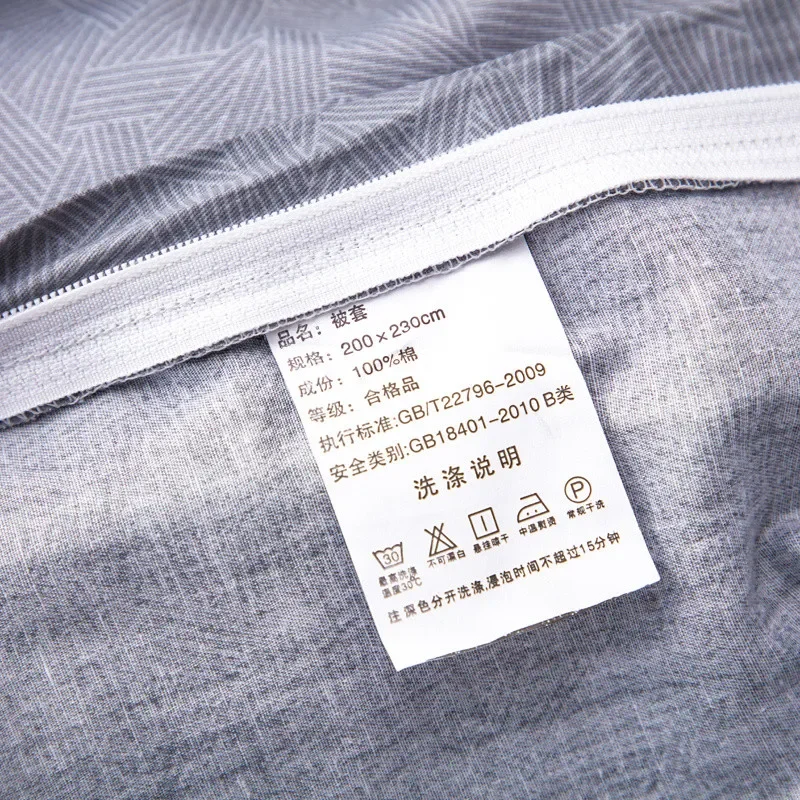 品名：被套
规格：200×230cm
成份：100%棉
等级：合格品
执行标准:GB/T22796-2009
安全类别:GB18401-2010 B类
洗涤说明
30 P
最高洗涤温度30℃ 不可漂白 悬挂晾干 中温熨烫 常规干洗
注 深色分开洗涤,浸泡时间不超过15分钟